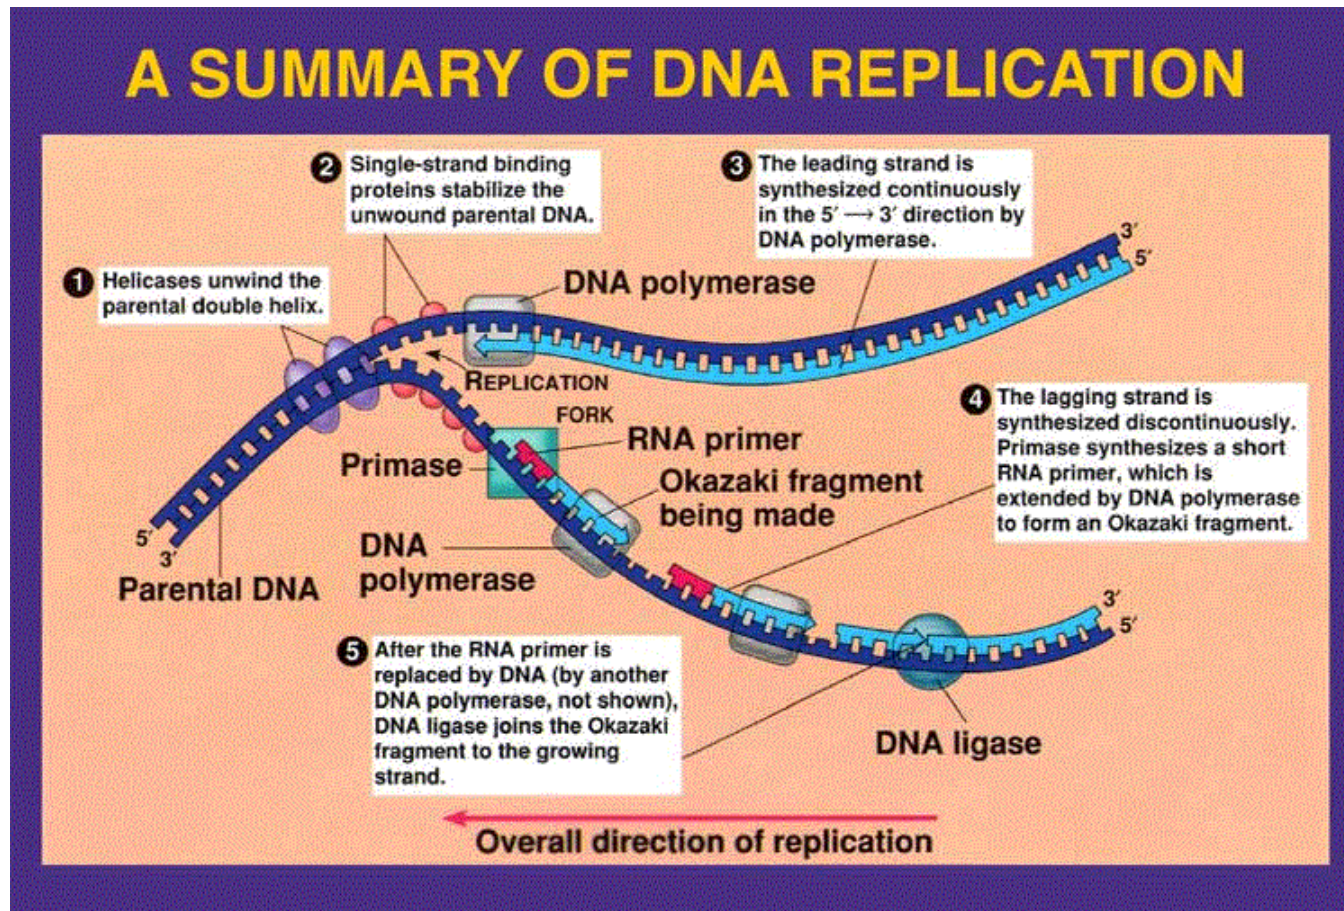 A SUMMARY OF DNA REPLICATION
2 Single-strand binding
proteins stabilize the
unwound parental DNA.
3 The leading strand is
synthesized continuously
in the 5′ → 3′ direction by
DNA polymerase.
1 Helicases unwind the
parental double helix.
DNA polymerase
3′
5′
REPLICATION
FORK
4 The lagging strand is
synthesized discontinuously.
Primase synthesizes a short
RNA primer, which is
extended by DNA polymerase
to form an Okazaki fragment.
RNA primer
Primase
Okazaki fragment
being made
5′
3′
Parental DNA
DNA
polymerase
3′
5′
5 After the RNA primer is
replaced by DNA (by another
DNA polymerase, not shown),
DNA ligase joins the Okazaki
fragment to the growing
strand.
DNA ligase
Overall direction of replication